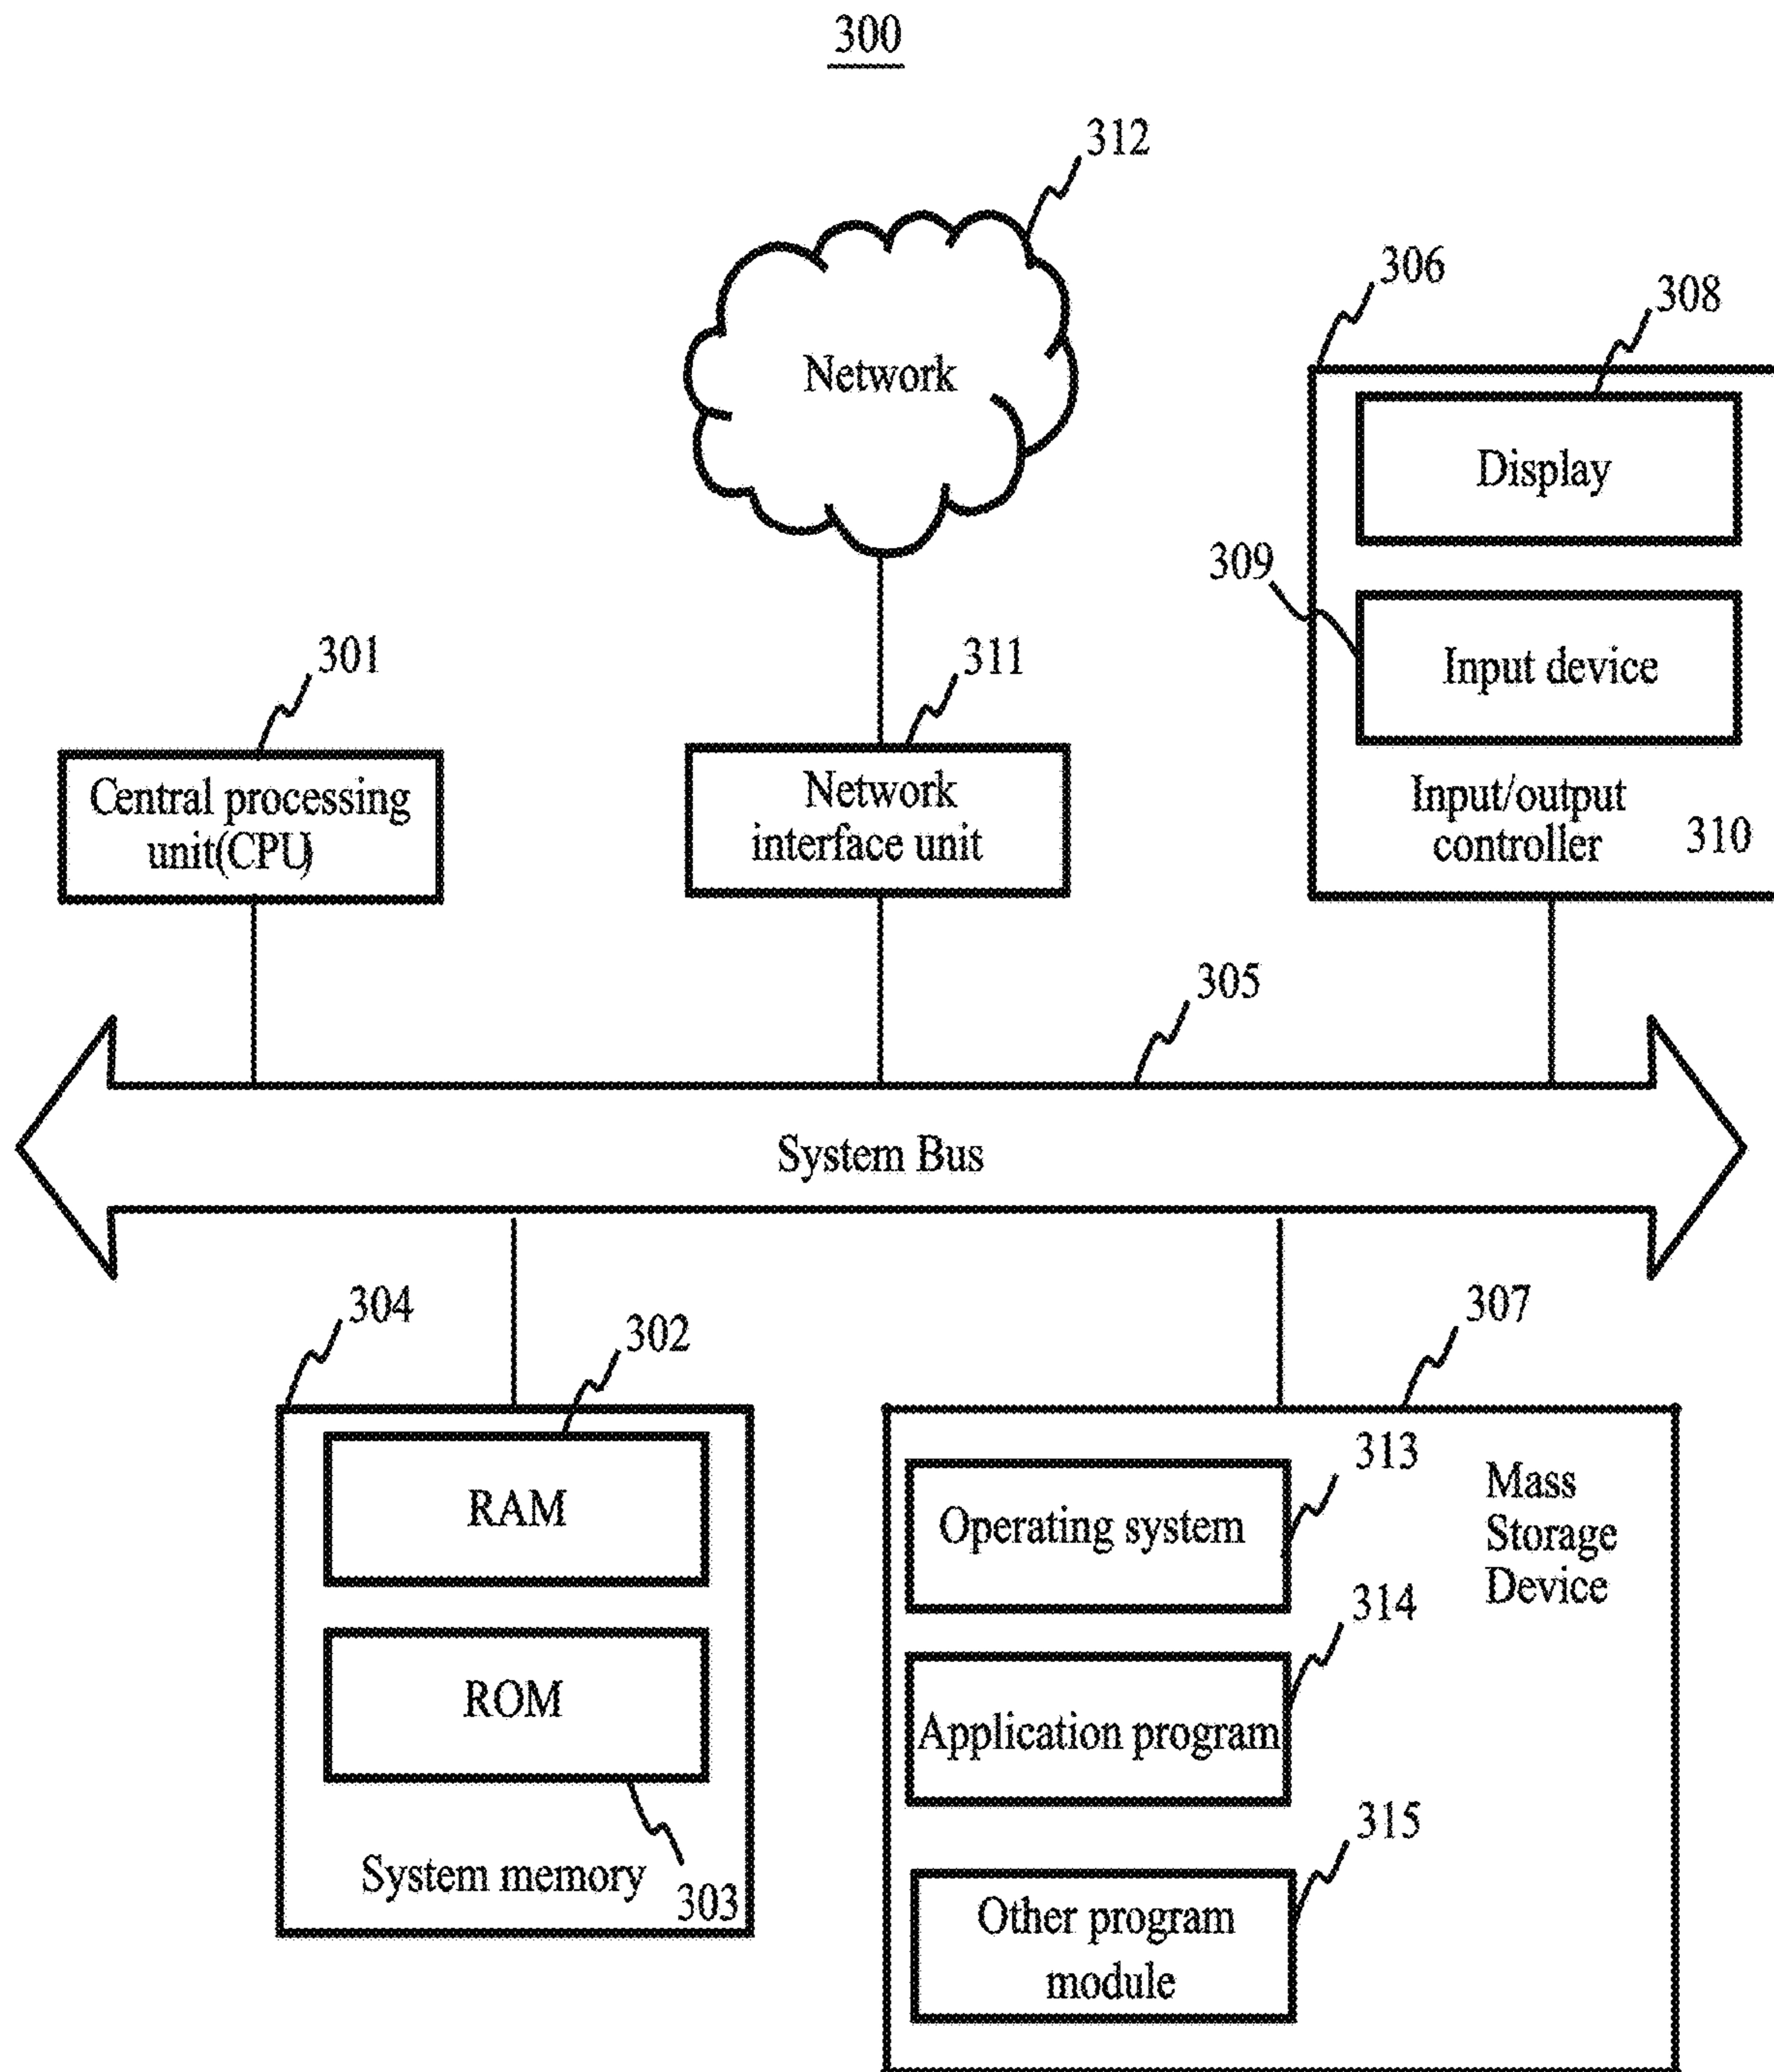 300
312
Network
306
308
Display
309
Input device
Input/output
controller
310
301
Central processing
unit(CPU)
311
Network
interface unit
305
System Bus
304
302
RAM
ROM
System memory
303
307
Mass
Storage
Device
313
Operating system
314
Application program
315
Other program
module